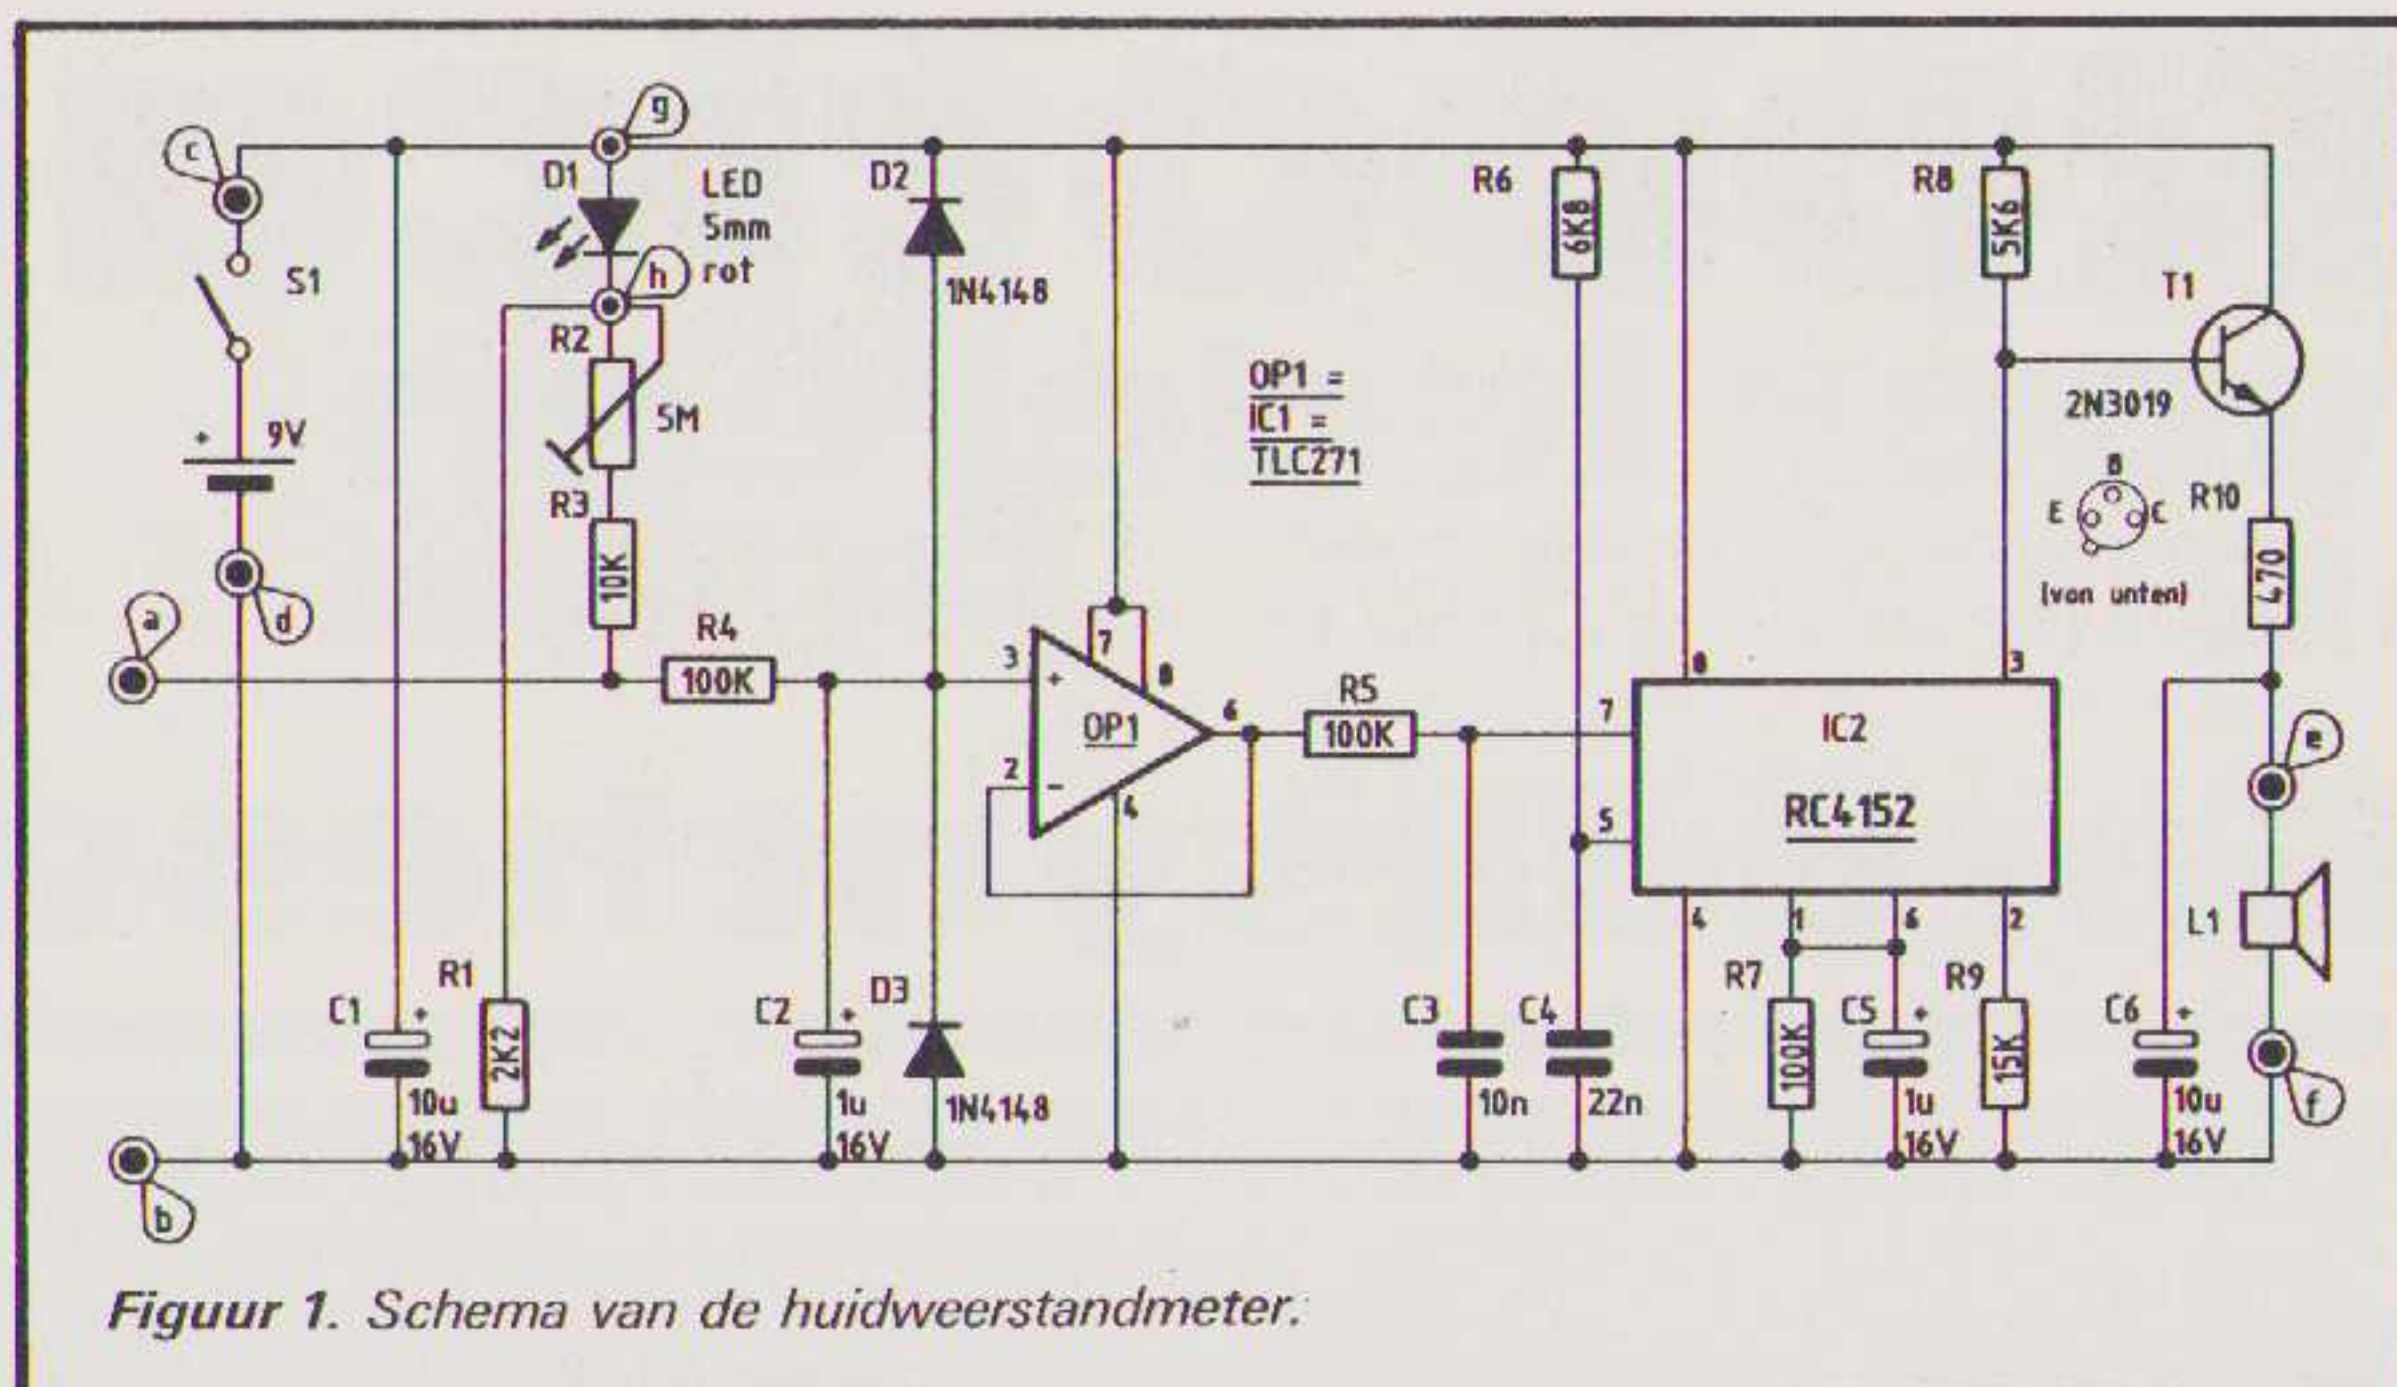 c
g
D1
LED
5mm
rot
h
S1
9V
+
d
a
b
R2
5M
R3
10K
R4
100K
R1
2K2
C1
+
10u
16V
C2
+
1u
16V
D2
1N4148
D3
1N4148
OP1 =
IC1 =
TLC271
3
+
7
8
OP1
6
2
-
4
R5
100K
C3
10n
C4
22n
R6
6K8
R8
5K6
T1
2N3019
B
E
C
(von unten)
R10
470
8
3
7
IC2
5
RC4152
4
1
6
2
R7
100K
C5
+
1u
16V
R9
15K
C6
+
10u
16V
e
L1
f
Figuur 1. Schema van de huidweerstandmeter.